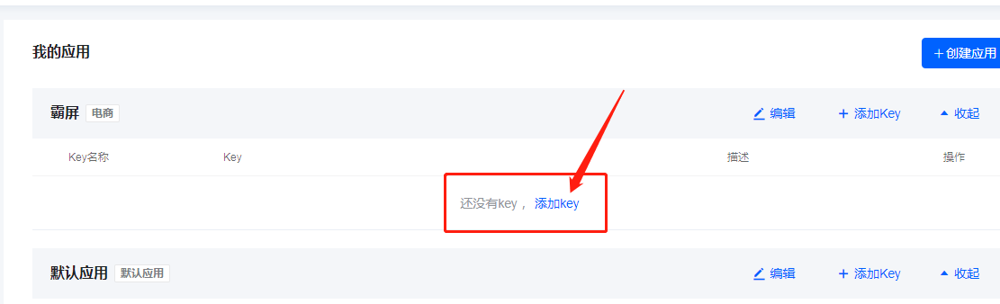 我的应用
+创建应用
霸屏 电商 编辑 + 添加Key 收起
Key名称 Key 描述 操作
还没有key， 添加key
默认应用 默认应用 编辑 + 添加Key 收起